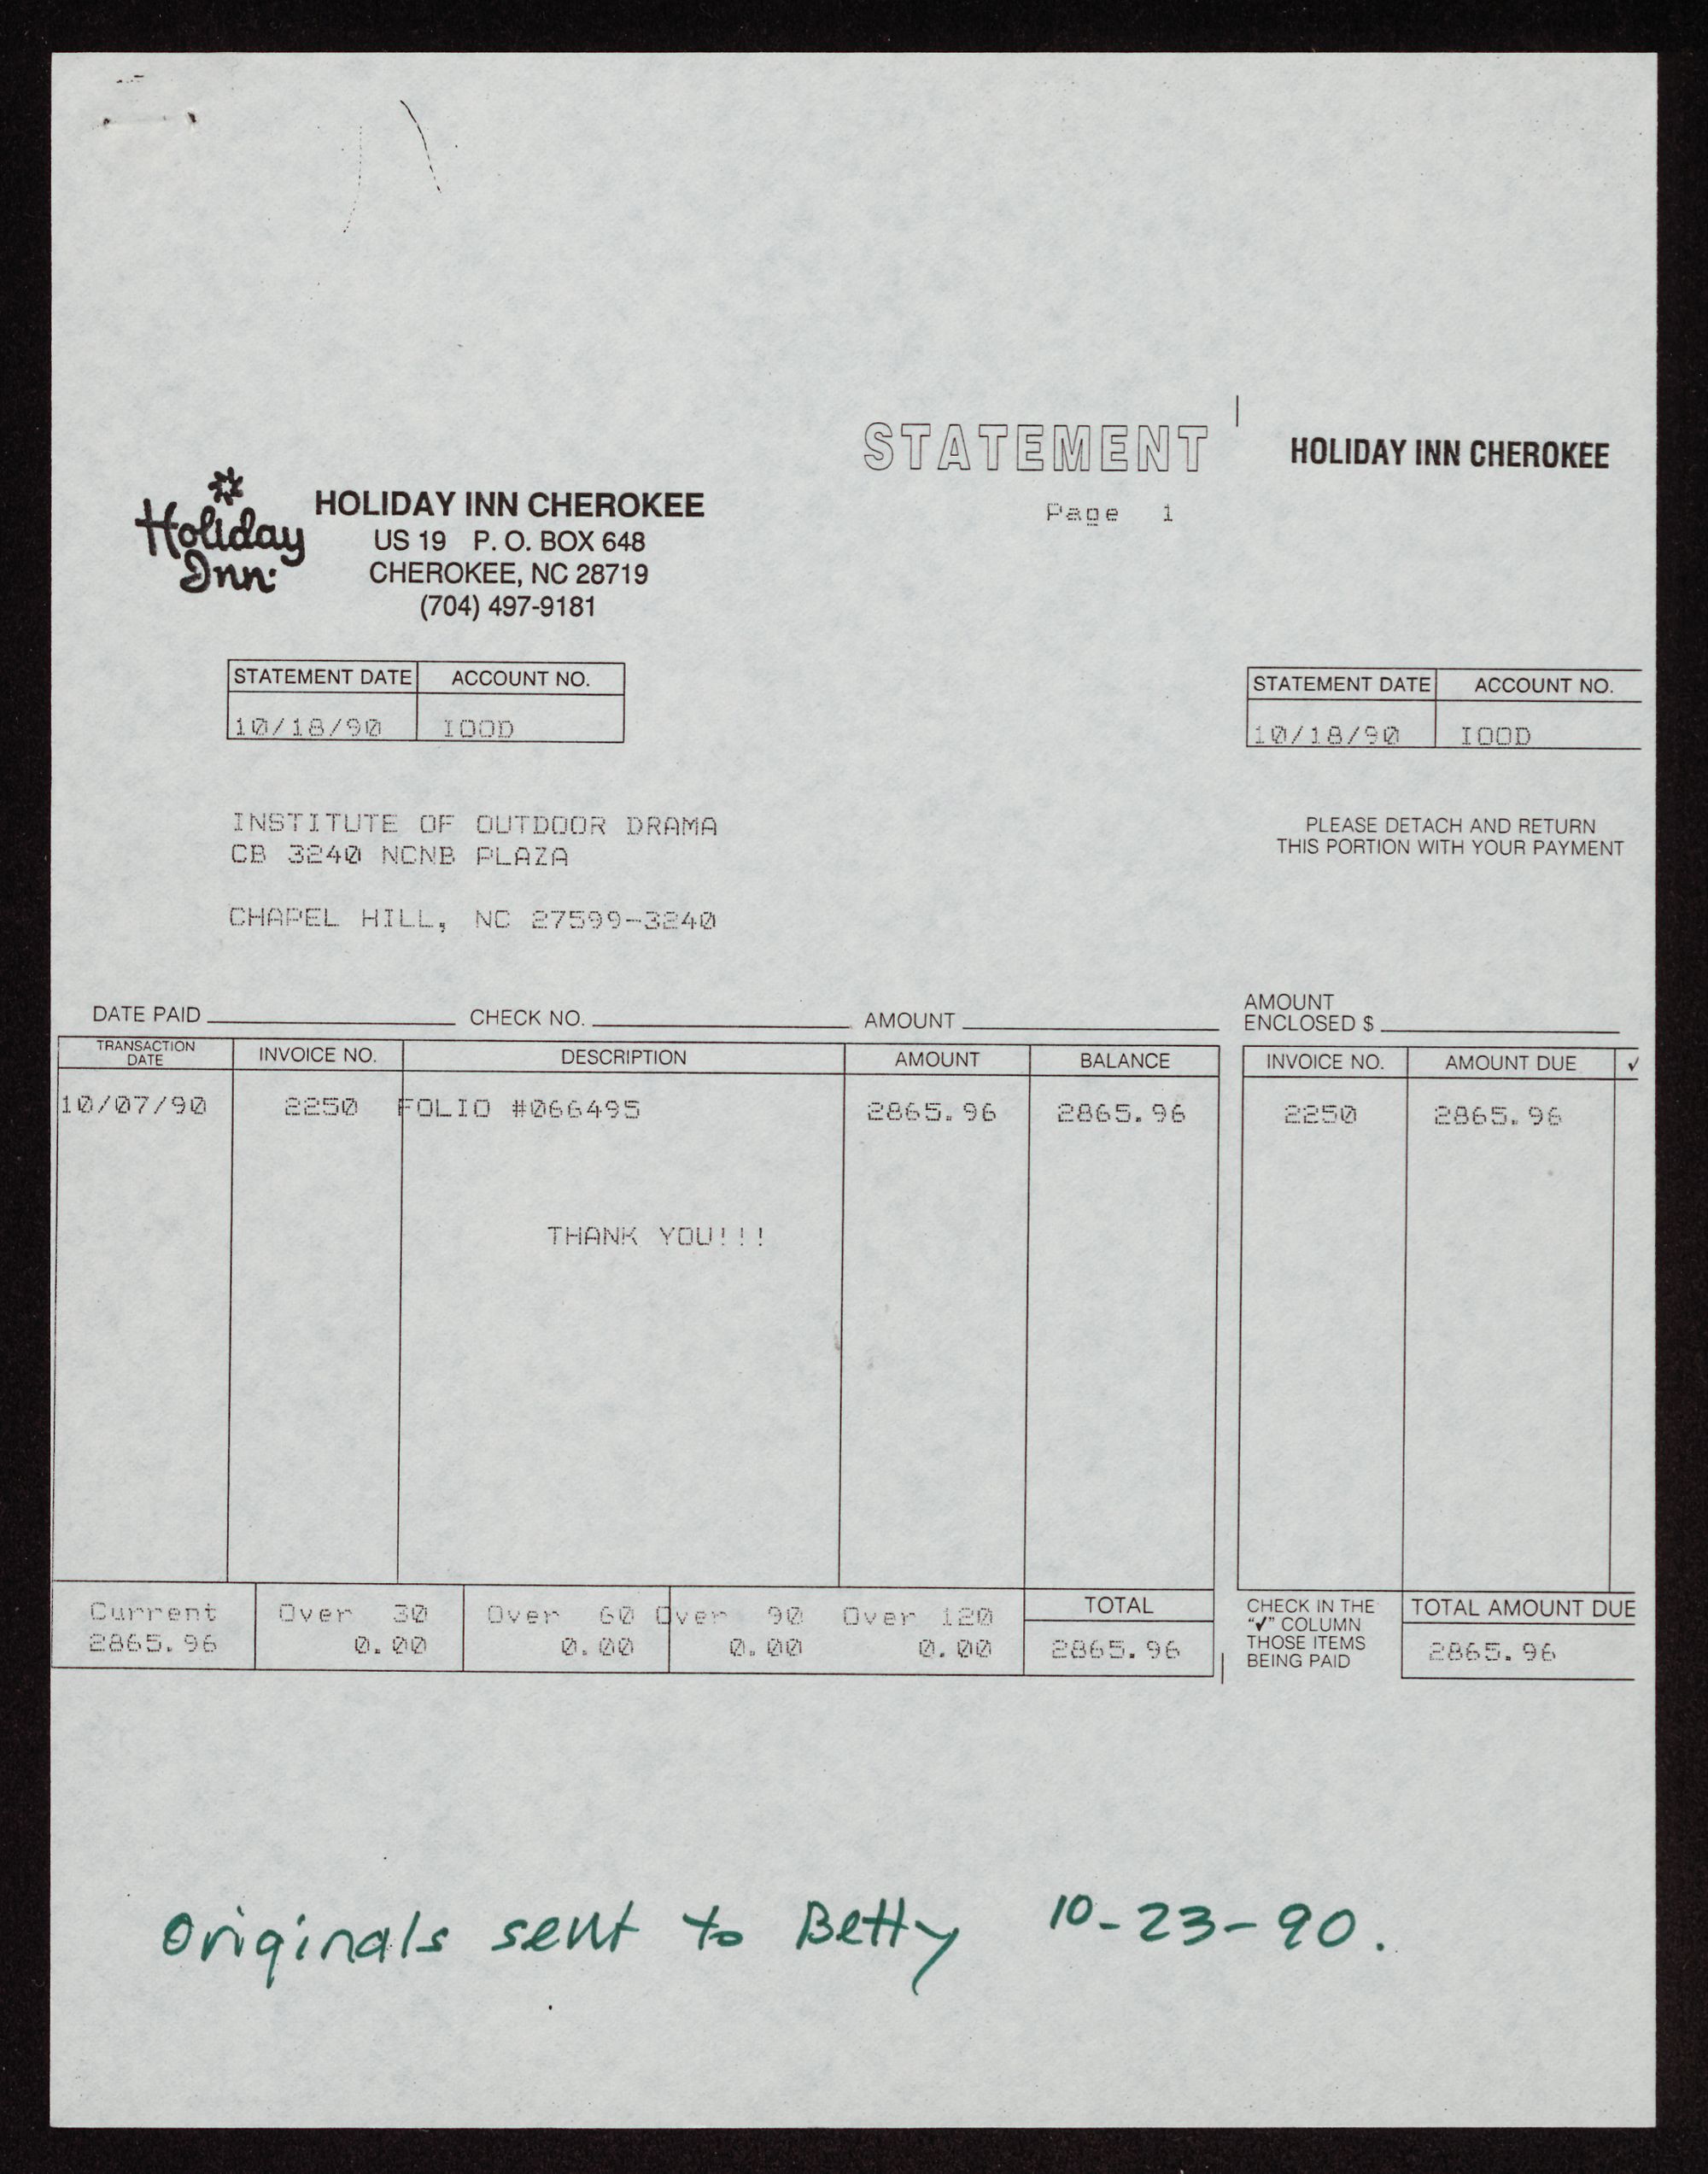 STATEMENT
HOLIDAY INN CHEROKEE
Page 1
Holiday
Inn
HOLIDAY INN CHEROKEE
US 19 P. O. BOX 648
CHEROKEE, NC 28719
(704) 497-9181
STATEMENT DATE ACCOUNT NO.
10/18/90 IOOD
STATEMENT DATE ACCOUNT NO.
10/18/90 IOOD
INSTITUTE OF OUTDOOR DRAMA
CB 3240 NCNB PLAZA
CHAPEL HILL, NC 27599-3240
PLEASE DETACH AND RETURN
THIS PORTION WITH YOUR PAYMENT
DATE PAID CHECK NO. AMOUNT
AMOUNT
ENCLOSED $
TRANSACTION
DATE INVOICE NO. DESCRIPTION AMOUNT BALANCE
INVOICE NO. AMOUNT DUE ✓
10/07/90 2250 FOLIO #066495 2865.96 2865.96
2250 2865.96
THANK YOU!!!
Current Over 30 Over 60 Over 90 Over 120 TOTAL
2865.96 0.00 0.00 0.00 0.00 2865.96
CHECK IN THE
"✓" COLUMN
THOSE ITEMS
BEING PAID
TOTAL AMOUNT DUE
2865.96
Originals sent to Betty 10-23-90.